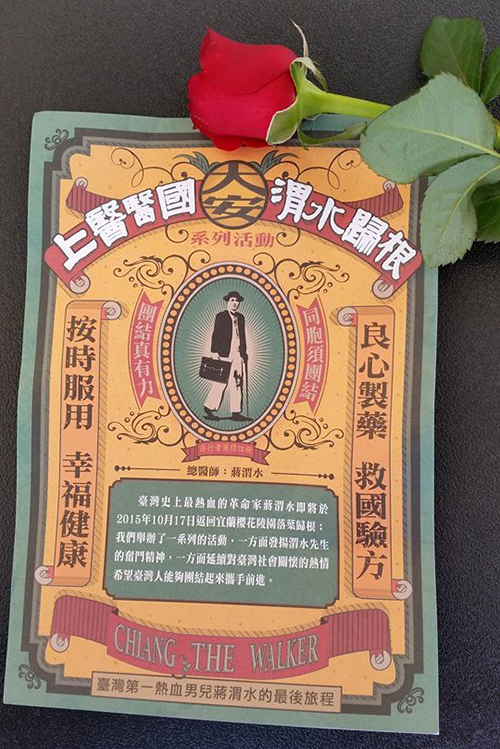 上醫醫國
大安
渭水歸根
系列活動
團結真有力
同胞須團結
按時服用 幸福健康
良心製藥 救國驗方
總醫師：蔣渭水
臺灣史上最熱血的革命家蔣渭水即將於
2015年10月17日返回宜蘭櫻花陵園落葉歸根；
我們舉辦了一系列的活動，一方面發揚渭水先生
的奮鬥精神，一方面延續對臺灣社會關懷的熱情
希望臺灣人能夠團結起來攜手前進。
CHIANG THE WALKER
臺灣第一熱血男兒蔣渭水的最後旅程